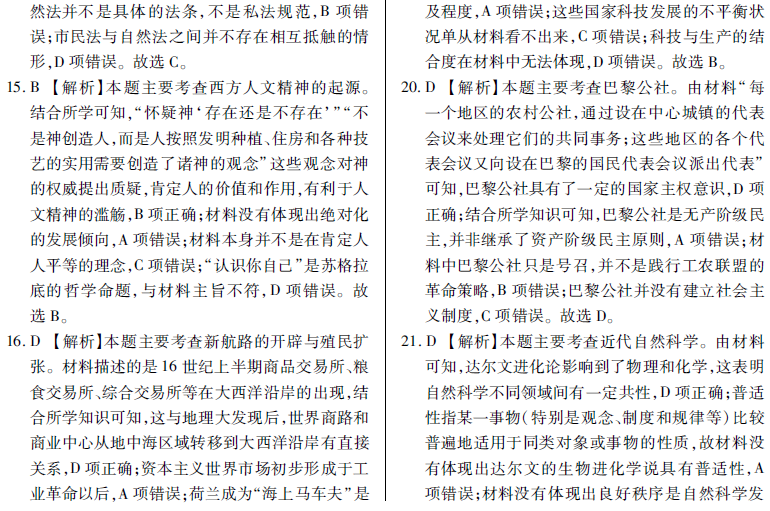 然法并不是具体的法条,不是私法规范,B 项错
误;市民法与自然法之间并不存在相互抵触的情
形,D 项错误。故选 C。
15. B 【解析】本题主要考查西方人文精神的起源。
结合所学可知,“怀疑神‘存在还是不存在’”“不
是神创造人,而是人按照发明种植、住房和各种技
艺的实用需要创造了诸神的观念”这些观念对神
的权威提出质疑,肯定人的价值和作用,有利于人
文精神的滥觞,B 项正确;材料没有体现出绝对化
的发展倾向,A 项错误;材料本身并不是在肯定人
人平等的理念,C 项错误;“认识你自己”是苏格拉
底的哲学命题,与材料主旨不符,D 项错误。故
选 B。
16. D 【解析】本题主要考查新航路的开辟与殖民扩
张。材料描述的是 16 世纪上半期商品交易所、粮
食交易所、综合交易所等在大西洋沿岸的出现,结
合所学知识可知,这与地理大发现后,世界商路和
商业中心从地中海区域转移到大西洋沿岸有直接
关系,D 项正确;资本主义世界市场初步形成于工
业革命以后,A 项错误;荷兰成为“海上马车夫”是
及程度,A 项错误;这些国家科技发展的不平衡状
况单从材料看不出来,C 项错误;科技与生产的结
合度在材料中无法体现,D 项错误。故选 B。
20. D 【解析】本题主要考查巴黎公社。由材料“每
一个地区的农村公社,通过设在中心城镇的代表
会议来处理它们的共同事务;这些地区的各个代
表会议又向设在巴黎的国民代表会议派出代表”
可知,巴黎公社具有了一定的国家主权意识,D 项
正确;结合所学知识可知,巴黎公社是无产阶级民
主,并非继承了资产阶级民主原则,A 项错误;材
料中巴黎公社只是号召,并不是践行工农联盟的
革命策略,B 项错误;巴黎公社并没有建立社会主
义制度,C 项错误。故选 D。
21. D 【解析】本题主要考查近代自然科学。由材料
可知,达尔文进化论影响到了物理和化学,这表明
自然科学不同领域间有一定共性,D 项正确;普适
性指某一事物(特别是观念、制度和规律等)比较
普遍地适用于同类对象或事物的性质,故材料没
有体现出达尔文的生物进化学说具有普适性,A
项错误;材料没有体现出良好秩序是自然科学发